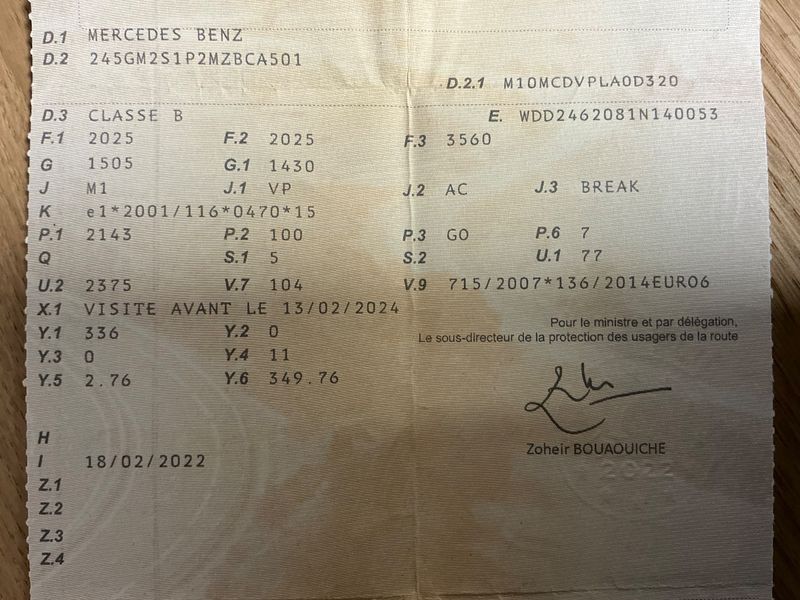 D.1 MERCEDES BENZ
D.2 245GM2S1P2MZBCA501
D.2.1 M10MCDVPLA0D320
D.3 CLASSE B E. WDD2462081N140053
F.1 2025 F.2 2025 F.3 3560
G 1505 G.1 1430
J M1 J.1 VP J.2 AC J.3 BREAK
K e1*2001/116*0470*15
P.1 2143 P.2 100 P.3 GO P.6 7
Q S.1 5 S.2 U.1 77
U.2 2375 V.7 104 V.9 715/2007*136/2014EURO6
X.1 VISITE AVANT LE 13/02/2024
Y.1 336 Y.2 0
Pour le ministre et par délégation,
Le sous-directeur de la protection des usagers de la route
Y.3 0 Y.4 11
Y.5 2.76 Y.6 349.76
Zoheir BOUAOUICHE
2022
H
I 18/02/2022
Z.1
Z.2
Z.3
Z.4